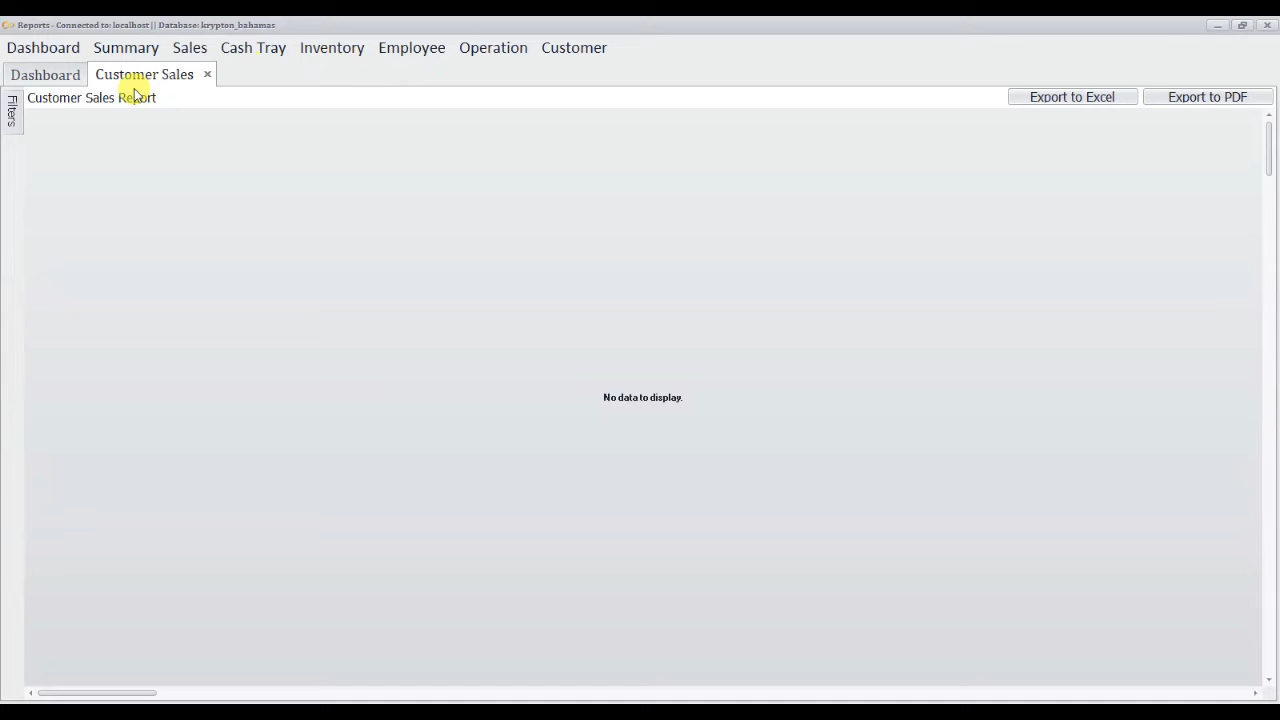 Reports - Connected to: localhost || Database: krypton_bahamas
Dashboard Summary Sales Cash Tray Inventory Employee Operation Customer
Dashboard Customer Sales
Filters
Customer Sales Report Export to Excel Export to PDF
No data to display.